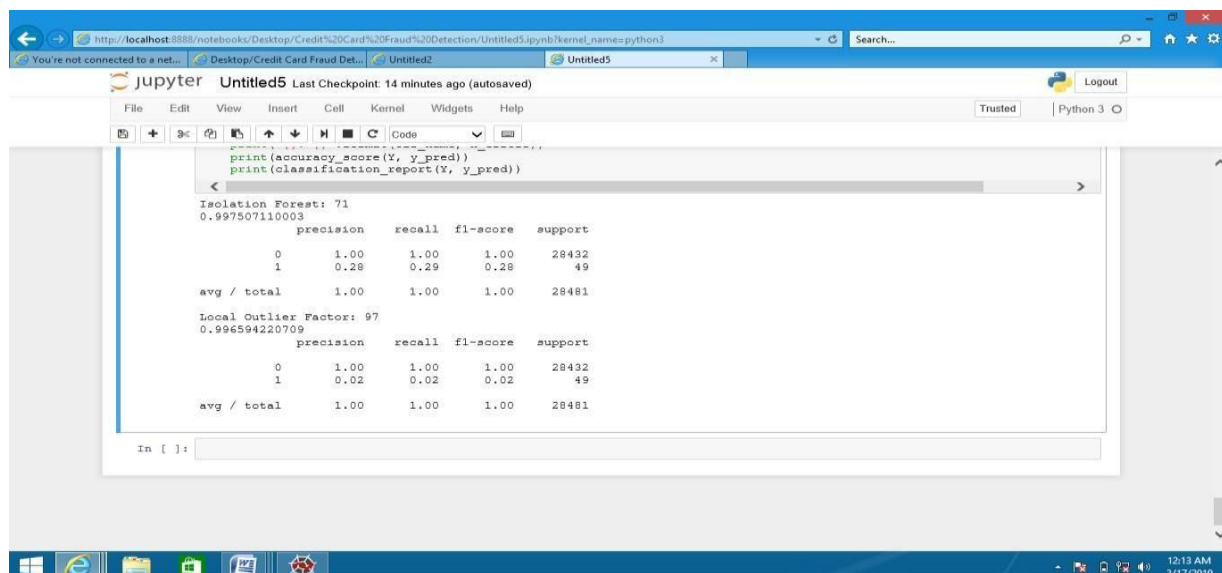 http://localhost:8888/notebooks/Desktop/Credit%20Card%20Fraud%20Detection/Untitled5.ipynb?kernel_name=python3 Search...
You're not connected to a net... Desktop/Credit Card Fraud Det... Untitled2 Untitled5
jupyter Untitled5 Last Checkpoint: 14 minutes ago (autosaved) Logout
File Edit View Insert Cell Kernel Widgets Help Trusted Python 3
Code
print(accuracy_score(Y, y_pred))
print(classification_report(Y, y_pred))
Isolation Forest: 71
0.997507110003
precision recall f1-score support
0 1.00 1.00 1.00 28432
1 0.28 0.29 0.28 49
avg / total 1.00 1.00 1.00 28481
Local Outlier Factor: 97
0.996594220709
precision recall f1-score support
0 1.00 1.00 1.00 28432
1 0.02 0.02 0.02 49
avg / total 1.00 1.00 1.00 28481
In [ ]:
12:13 AM
3/17/2019